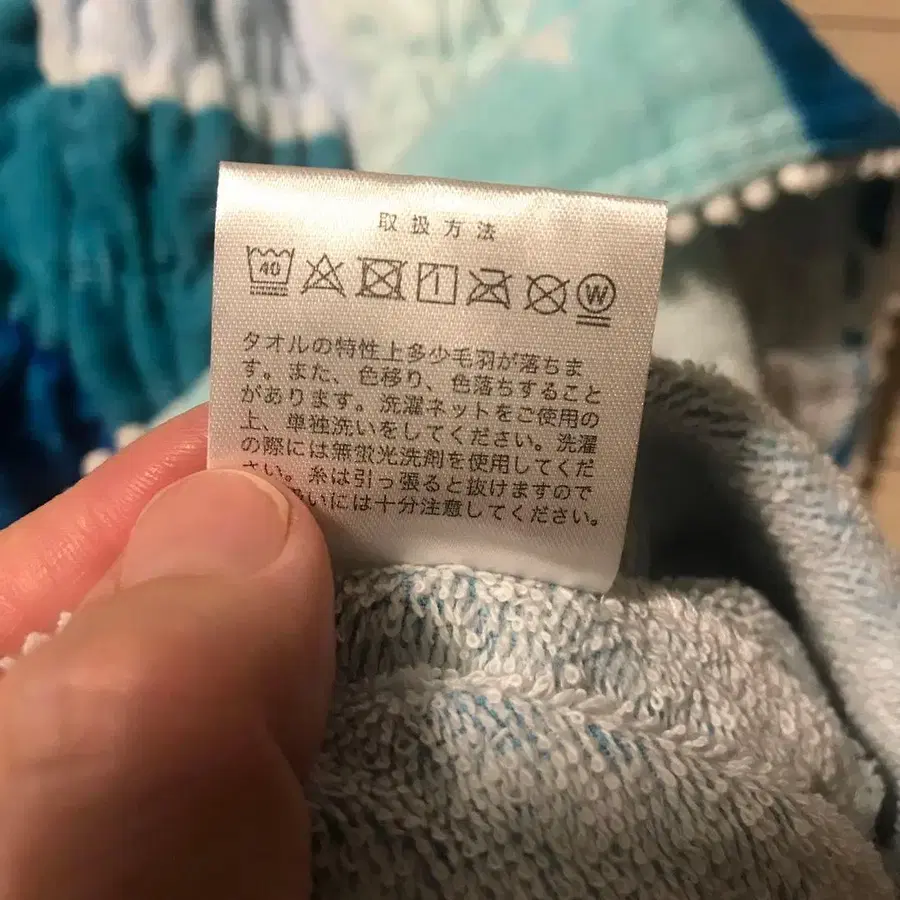 取扱方法
40
W
タオルの特性上多少毛羽が落ちま
す。また、色移り、色落ちすること
があります。洗濯ネットをご使用の
上、単独洗いをしてください。洗濯
の際には無蛍光洗剤を使用してくだ
さい。糸は引っ張ると抜けますので
扱いには十分注意してください。